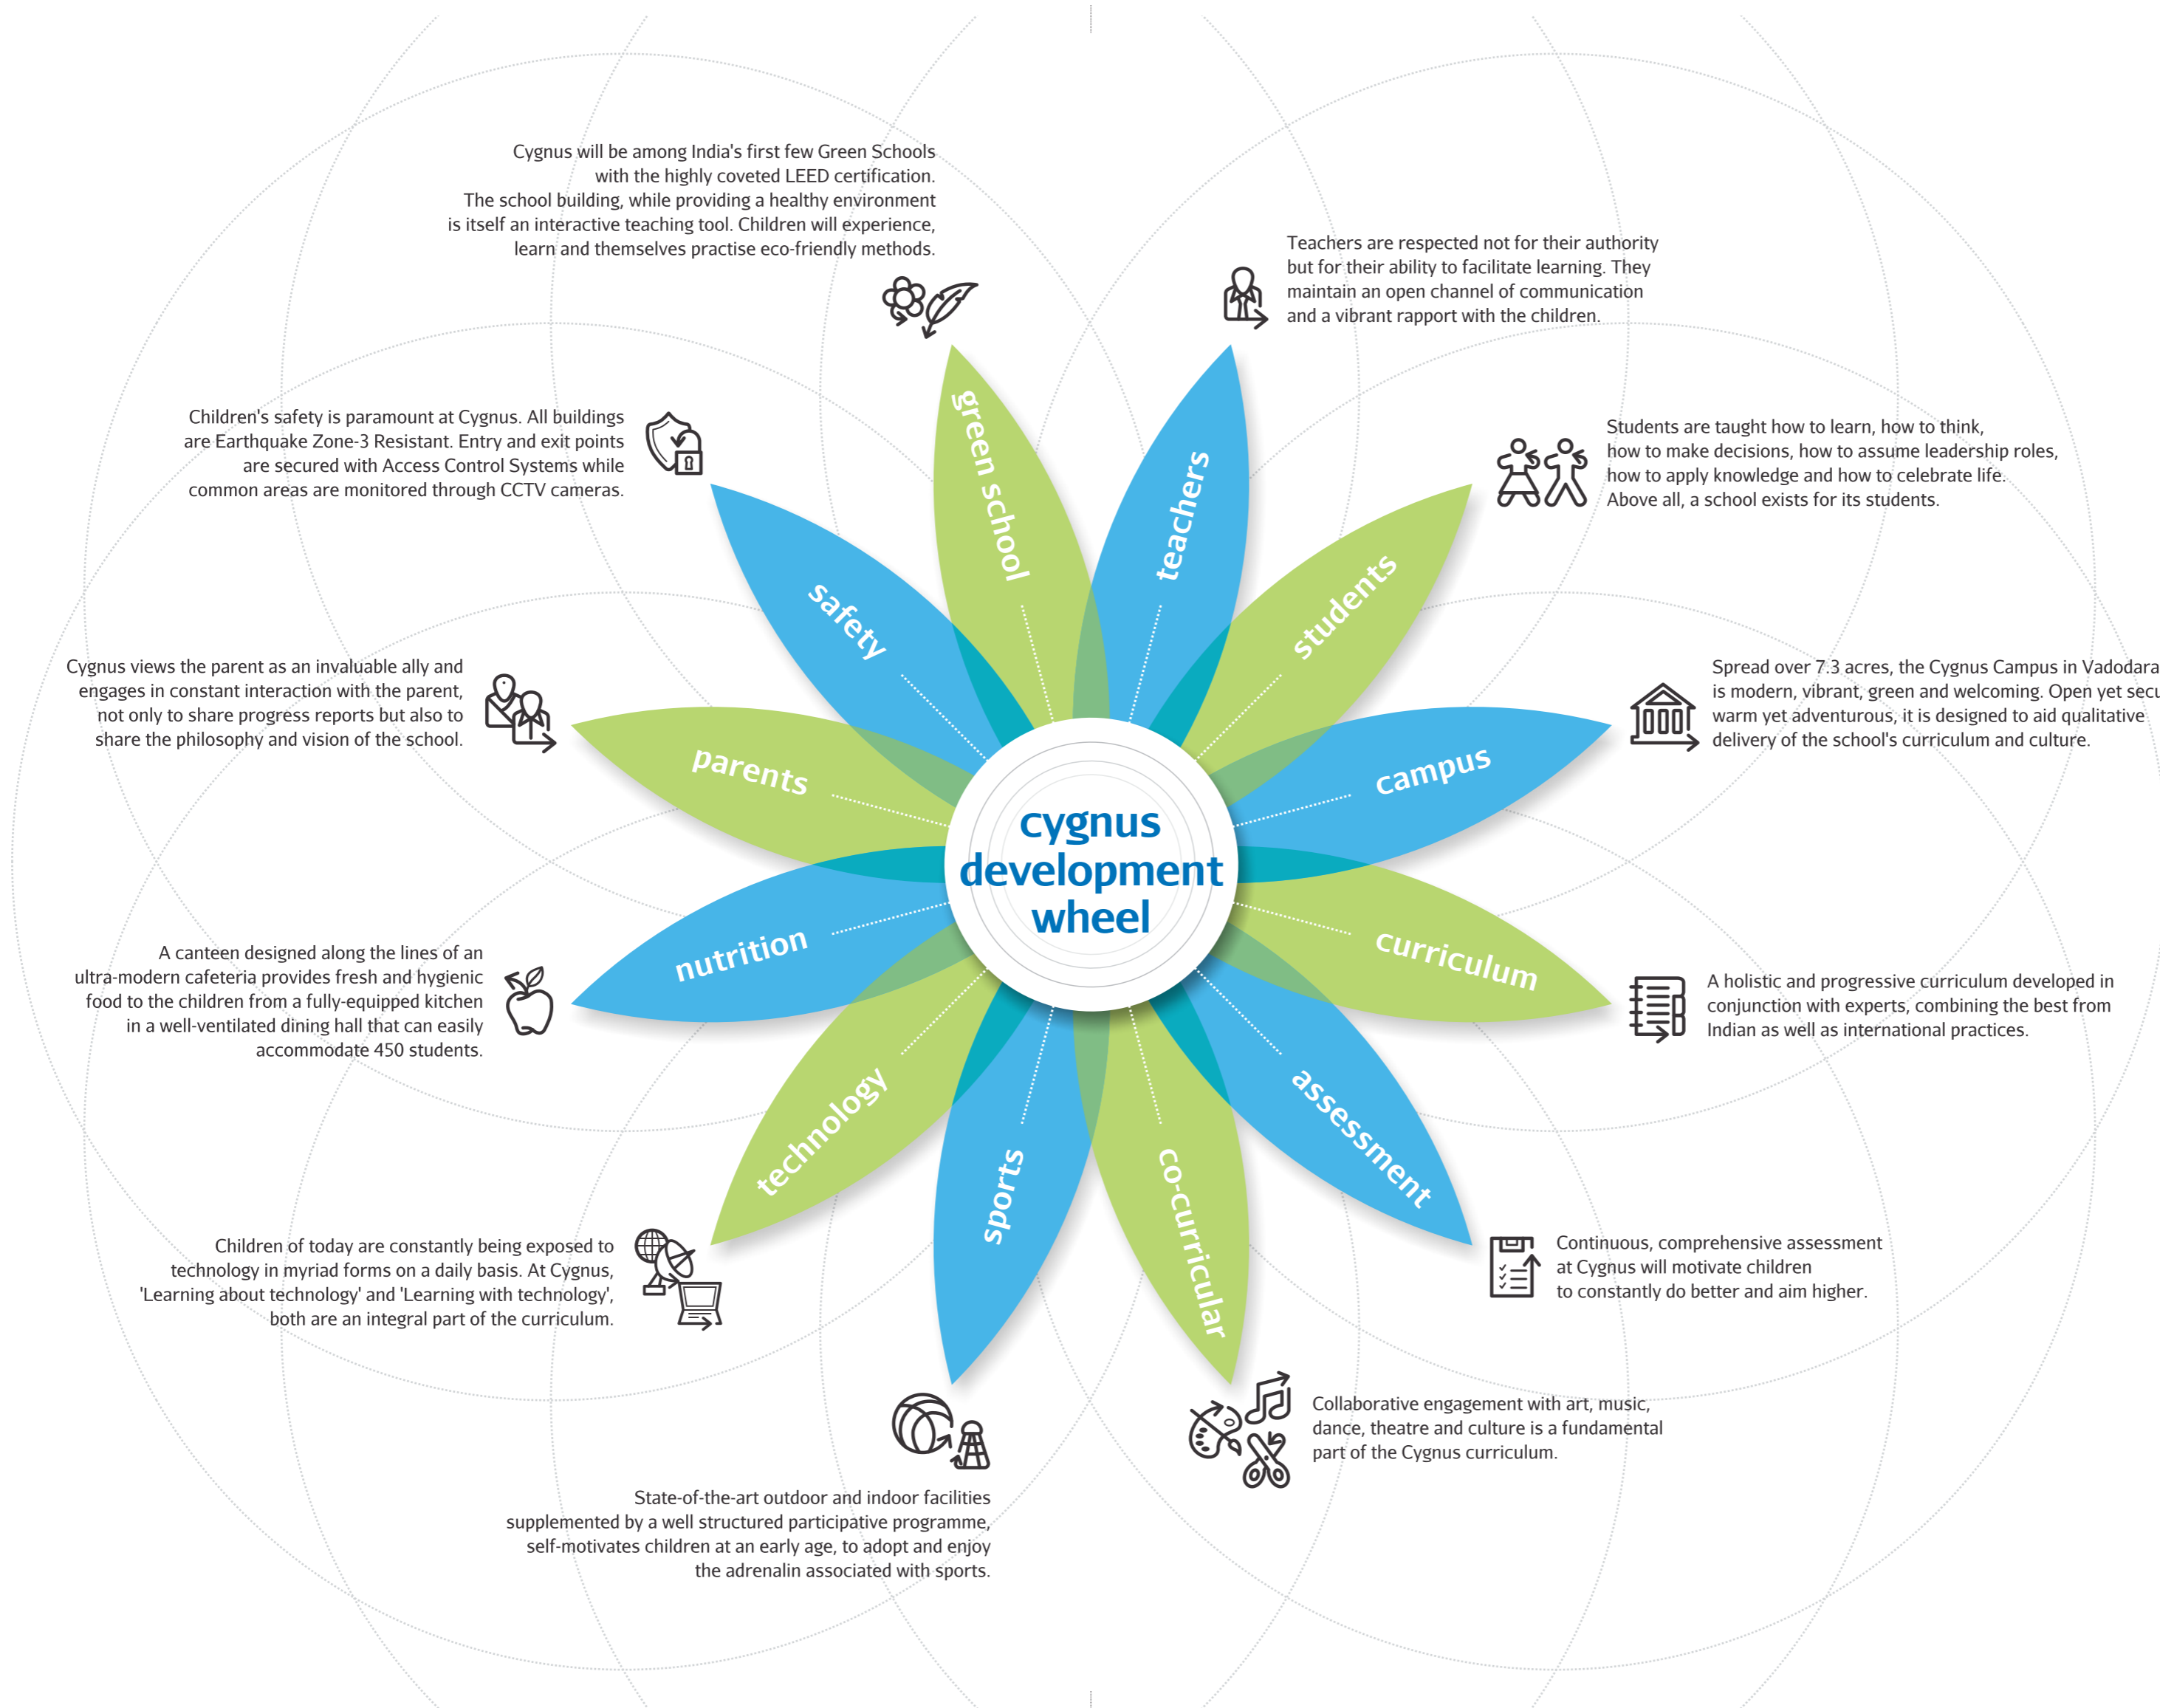 Cygnus will be among India's first few Green Schools
with the highly coveted LEED certification.
The school building, while providing a healthy environment
is itself an interactive teaching tool. Children will experience,
learn and themselves practise eco-friendly methods.
Teachers are respected not for their authority
but for their ability to facilitate learning. They
maintain an open channel of communication
and a vibrant rapport with the children.
Children's safety is paramount at Cygnus. All buildings
are Earthquake Zone-3 Resistant. Entry and exit points
are secured with Access Control Systems while
common areas are monitored through CCTV cameras.
Students are taught how to learn, how to think,
how to make decisions, how to assume leadership roles,
how to apply knowledge and how to celebrate life.
Above all, a school exists for its students.
Cygnus views the parent as an invaluable ally and
engages in constant interaction with the parent,
not only to share progress reports but also to
share the philosophy and vision of the school.
Spread over 7.3 acres, the Cygnus Campus in Vadodara
is modern, vibrant, green and welcoming. Open yet
warm yet adventurous, it is designed to aid qualitative
delivery of the school's curriculum and culture.
green school
teachers
safety
students
parents
campus
cygnus
development
wheel
nutrition
curriculum
technology
assessment
sports
co-curricular
A canteen designed along the lines of an
ultra-modern cafeteria provides fresh and hygienic
food to the children from a fully-equipped kitchen
in a well-ventilated dining hall that can easily
accommodate 450 students.
A holistic and progressive curriculum developed in
conjunction with experts, combining the best from
Indian as well as international practices.
Children of today are constantly being exposed to
technology in myriad forms on a daily basis. At Cygnus,
'Learning about technology' and 'Learning with technology',
both are an integral part of the curriculum.
Continuous, comprehensive assessment
at Cygnus will motivate children
to constantly do better and aim higher.
Collaborative engagement with art, music,
dance, theatre and culture is a fundamental
part of the Cygnus curriculum.
State-of-the-art outdoor and indoor facilities
supplemented by a well structured participative programme,
self-motivates children at an early age, to adopt and enjoy
the adrenalin associated with sports.